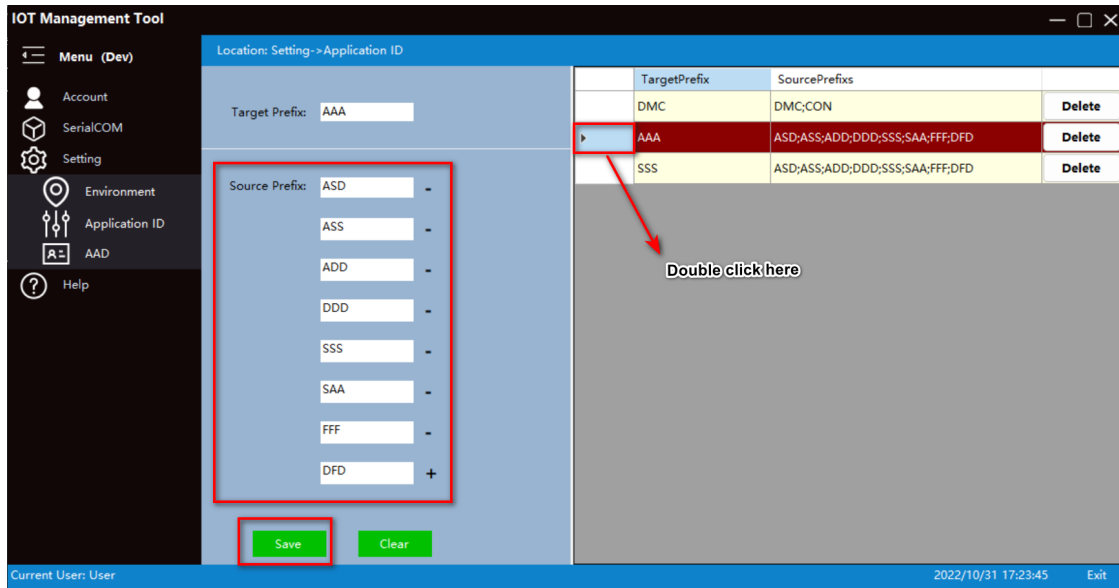 IOT Management Tool
Menu (Dev)
Location: Setting->Application ID
Account
SerialCOM
Setting
Environment
Application ID
AAD
Help
Target Prefix: AAA
Source Prefix: ASD -
ASS -
ADD -
DDD -
SSS -
SAA -
FFF -
DFD +
Save Clear
TargetPrefix SourcePrefixs
DMC DMC;CON Delete
AAA ASD;ASS;ADD;DDD;SSS;SAA;FFF;DFD Delete
SSS ASD;ASS;ADD;DDD;SSS;SAA;FFF;DFD Delete
Double click here
Current User: User 2022/10/31 17:23:45 Exit